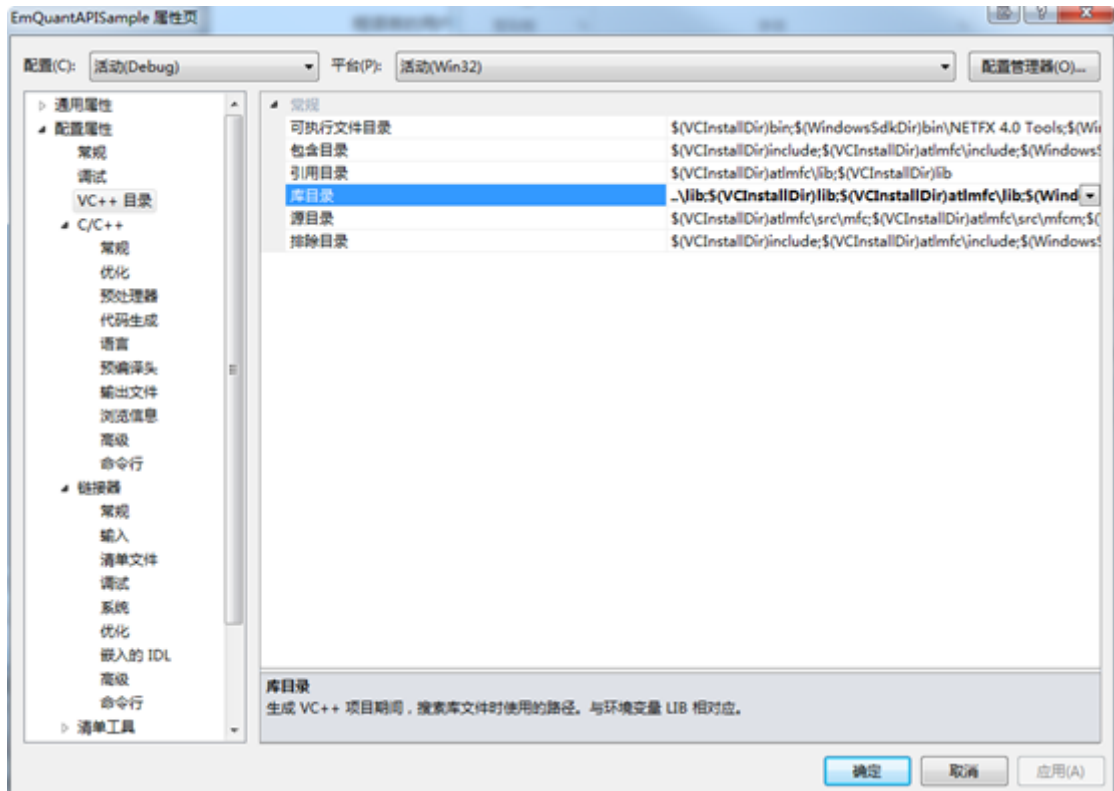 EmQuantAPISample 属性页
配置(C): 活动(Debug) 平台(P): 活动(Win32) 配置管理器(O)...
通用属性
配置属性
常规
调试
VC++ 目录
C/C++
常规
优化
预处理器
代码生成
语言
预编译头
输出文件
浏览信息
高级
命令行
链接器
常规
输入
清单文件
调试
系统
优化
嵌入的 IDL
高级
命令行
清单工具
常规
可执行文件目录 $(VCInstallDir)bin;$(WindowsSdkDir)bin\NETFX 4.0 Tools;$(Wi
包含目录 $(VCInstallDir)include;$(VCInstallDir)atlmfc\include;$(WindowsS
引用目录 $(VCInstallDir)atlmfc\lib;$(VCInstallDir)lib
库目录 ..\lib;$(VCInstallDir)lib;$(VCInstallDir)atlmfc\lib;$(Wind
源目录 $(VCInstallDir)atlmfc\src\mfc;$(VCInstallDir)atlmfc\src\mfcm;$(
排除目录 $(VCInstallDir)include;$(VCInstallDir)atlmfc\include;$(WindowsS
库目录
生成 VC++ 项目期间，搜索库文件时使用的路径。与环境变量 LIB 相对应。
确定 取消 应用(A)